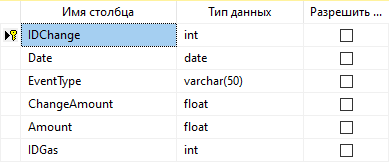 Имя столбца Тип данных Разрешить ...
IDChange int
Date date
EventType varchar(50)
ChangeAmount float
Amount float
IDGas int